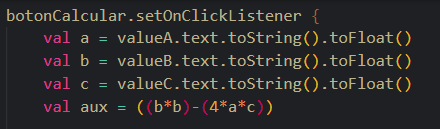 botonCalcular.setOnClickListener {
    val a = valueA.text.toString().toFloat()
    val b = valueB.text.toString().toFloat()
    val c = valueC.text.toString().toFloat()
    val aux = ((b*b)-(4*a*c))